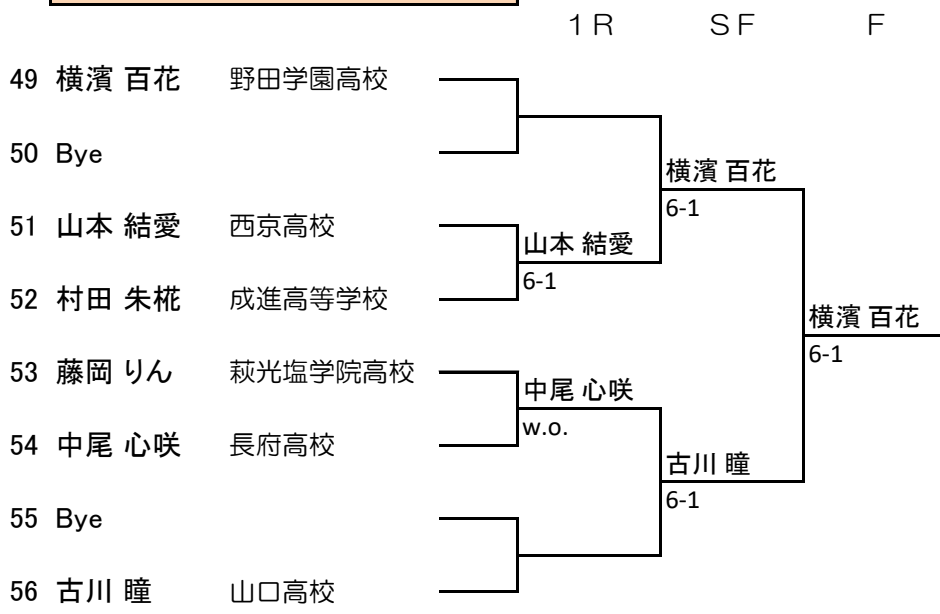 １Ｒ ＳＦ Ｆ
49 横濱 百花 野田学園高校
50 Bye
横濱 百花
6-1
51 山本 結愛 西京高校
山本 結愛
6-1
52 村田 朱椛 成進高等学校
横濱 百花
6-1
53 藤岡 りん 萩光塩学院高校
中尾 心咲
w.o.
54 中尾 心咲 長府高校
古川 瞳
6-1
55 Bye
56 古川 瞳 山口高校